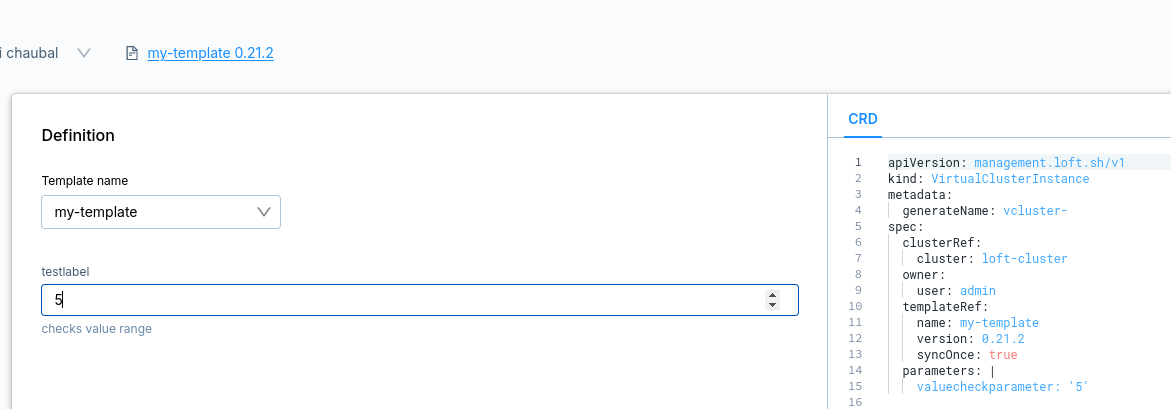 i chaubal my-template 0.21.2
Definition
Template name
my-template
testlabel
5
checks value range
CRD
1 apiVersion: management.loft.sh/v1
2 kind: VirtualClusterInstance
3 metadata:
4 generateName: vcluster-
5 spec:
6 clusterRef:
7 cluster: loft-cluster
8 owner:
9 user: admin
10 templateRef:
11 name: my-template
12 version: 0.21.2
13 syncOnce: true
14 parameters: |
15 valuecheckparameter: '5'
16